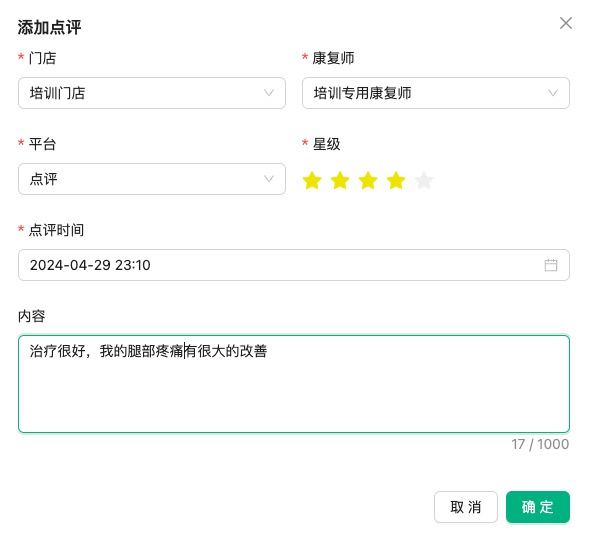 添加点评
* 门店
* 康复师
培训门店
培训专用康复师
* 平台
* 星级
点评
* 点评时间
2024-04-29 23:10
内容
治疗很好，我的腿部疼痛有很大的改善
17 / 1000
取 消
确 定